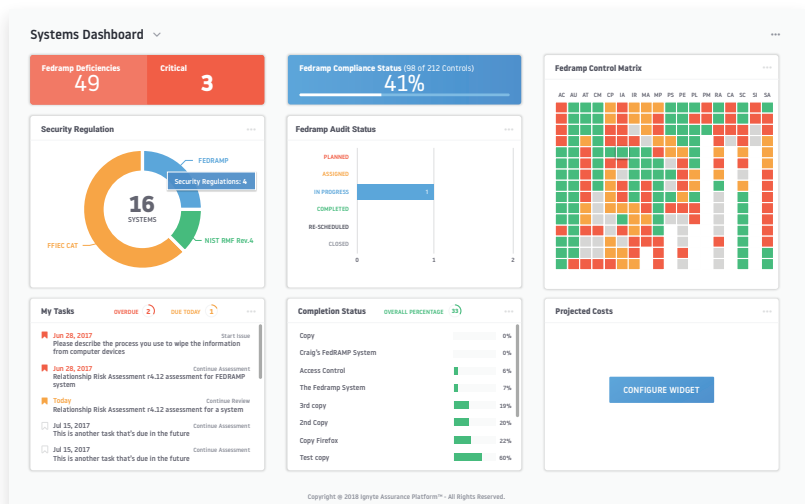 Systems Dashboard
Fedramp Deficiencies
49
Critical
3
Fedramp Compliance Status (98 of 212 Controls)
41%
Fedramp Control Matrix
AC AU AT CM CP IA IR MA MP PS PE PL PM RA CA SC SI SA
Security Regulation
FEDRAMP
Security Regulations: 4
16
SYSTEMS
NIST RMF Rev.4
FFIEC CAT
Fedramp Audit Status
PLANNED
ASSIGNED
IN PROGRESS
1
COMPLETED
RE-SCHEDULED
CLOSED
0 1 2
My Tasks
OVERDUE 2
DUE TODAY 1
Jun 28, 2017
Start Issue
Please describe the process you use to wipe the information
from computer devices
Jun 28, 2017
Continue Assessment
Relationship Risk Assessment r4.12 assessment for FEDRAMP
system
Today
Continue Review
Relationship Risk Assessment r4.12 assessment for a system
Jul 15, 2017
Continue Assessment
This is another task that's due in the future
Jul 15, 2017
Continue Assessment
This is another task that's due in the future
Completion Status
OVERALL PERCENTAGE 33
Copy 0%
Craig's FedRAMP System 0%
Access Control 6%
The Fedramp System 7%
3rd copy 19%
2nd Copy 20%
Copy Firefox 22%
Test copy 60%
Projected Costs
CONFIGURE WIDGET
Copyright © 2018 Ignyte Assurance Platform™ - All Rights Reserved.